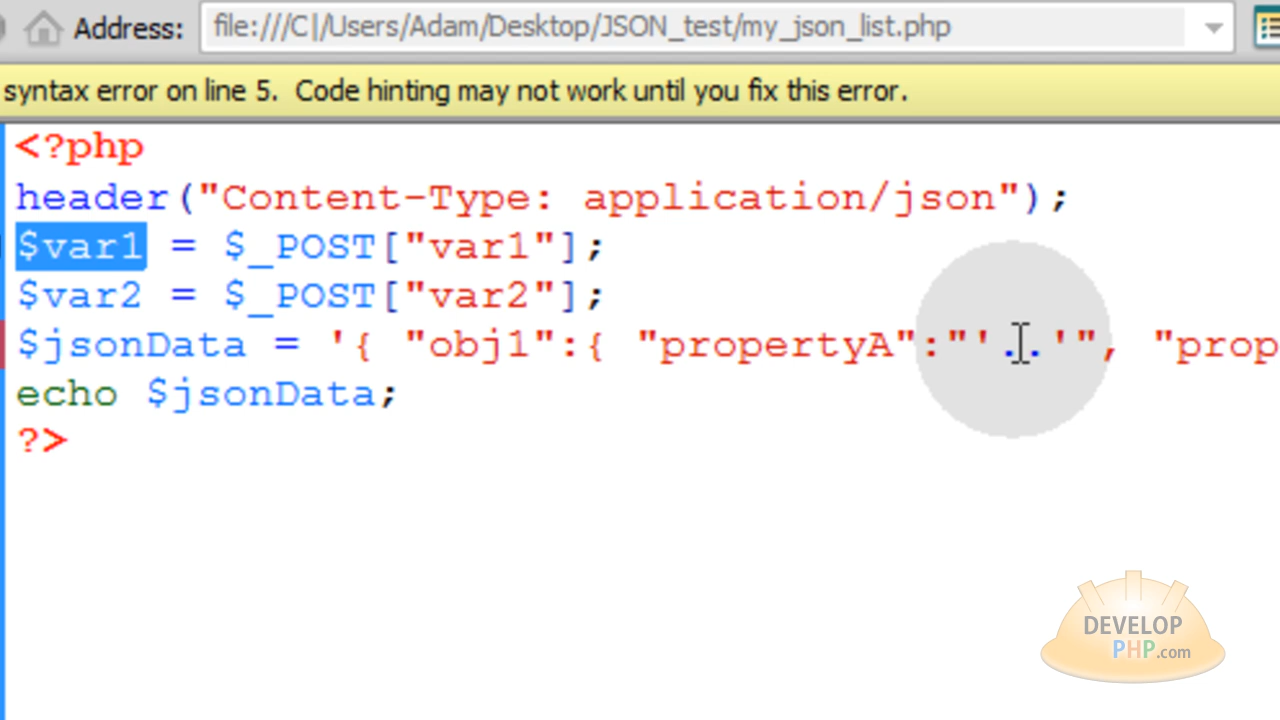 Address: file:///C|/Users/Adam/Desktop/JSON_test/my_json_list.php
syntax error on line 5. Code hinting may not work until you fix this error.
<?php
header("Content-Type: application/json");
$var1 = $_POST["var1"];
$var2 = $_POST["var2"];
$jsonData = '{ "obj1":{ "propertyA":"'..'", "prop
echo $jsonData;
?>
DEVELOP
PHP.com